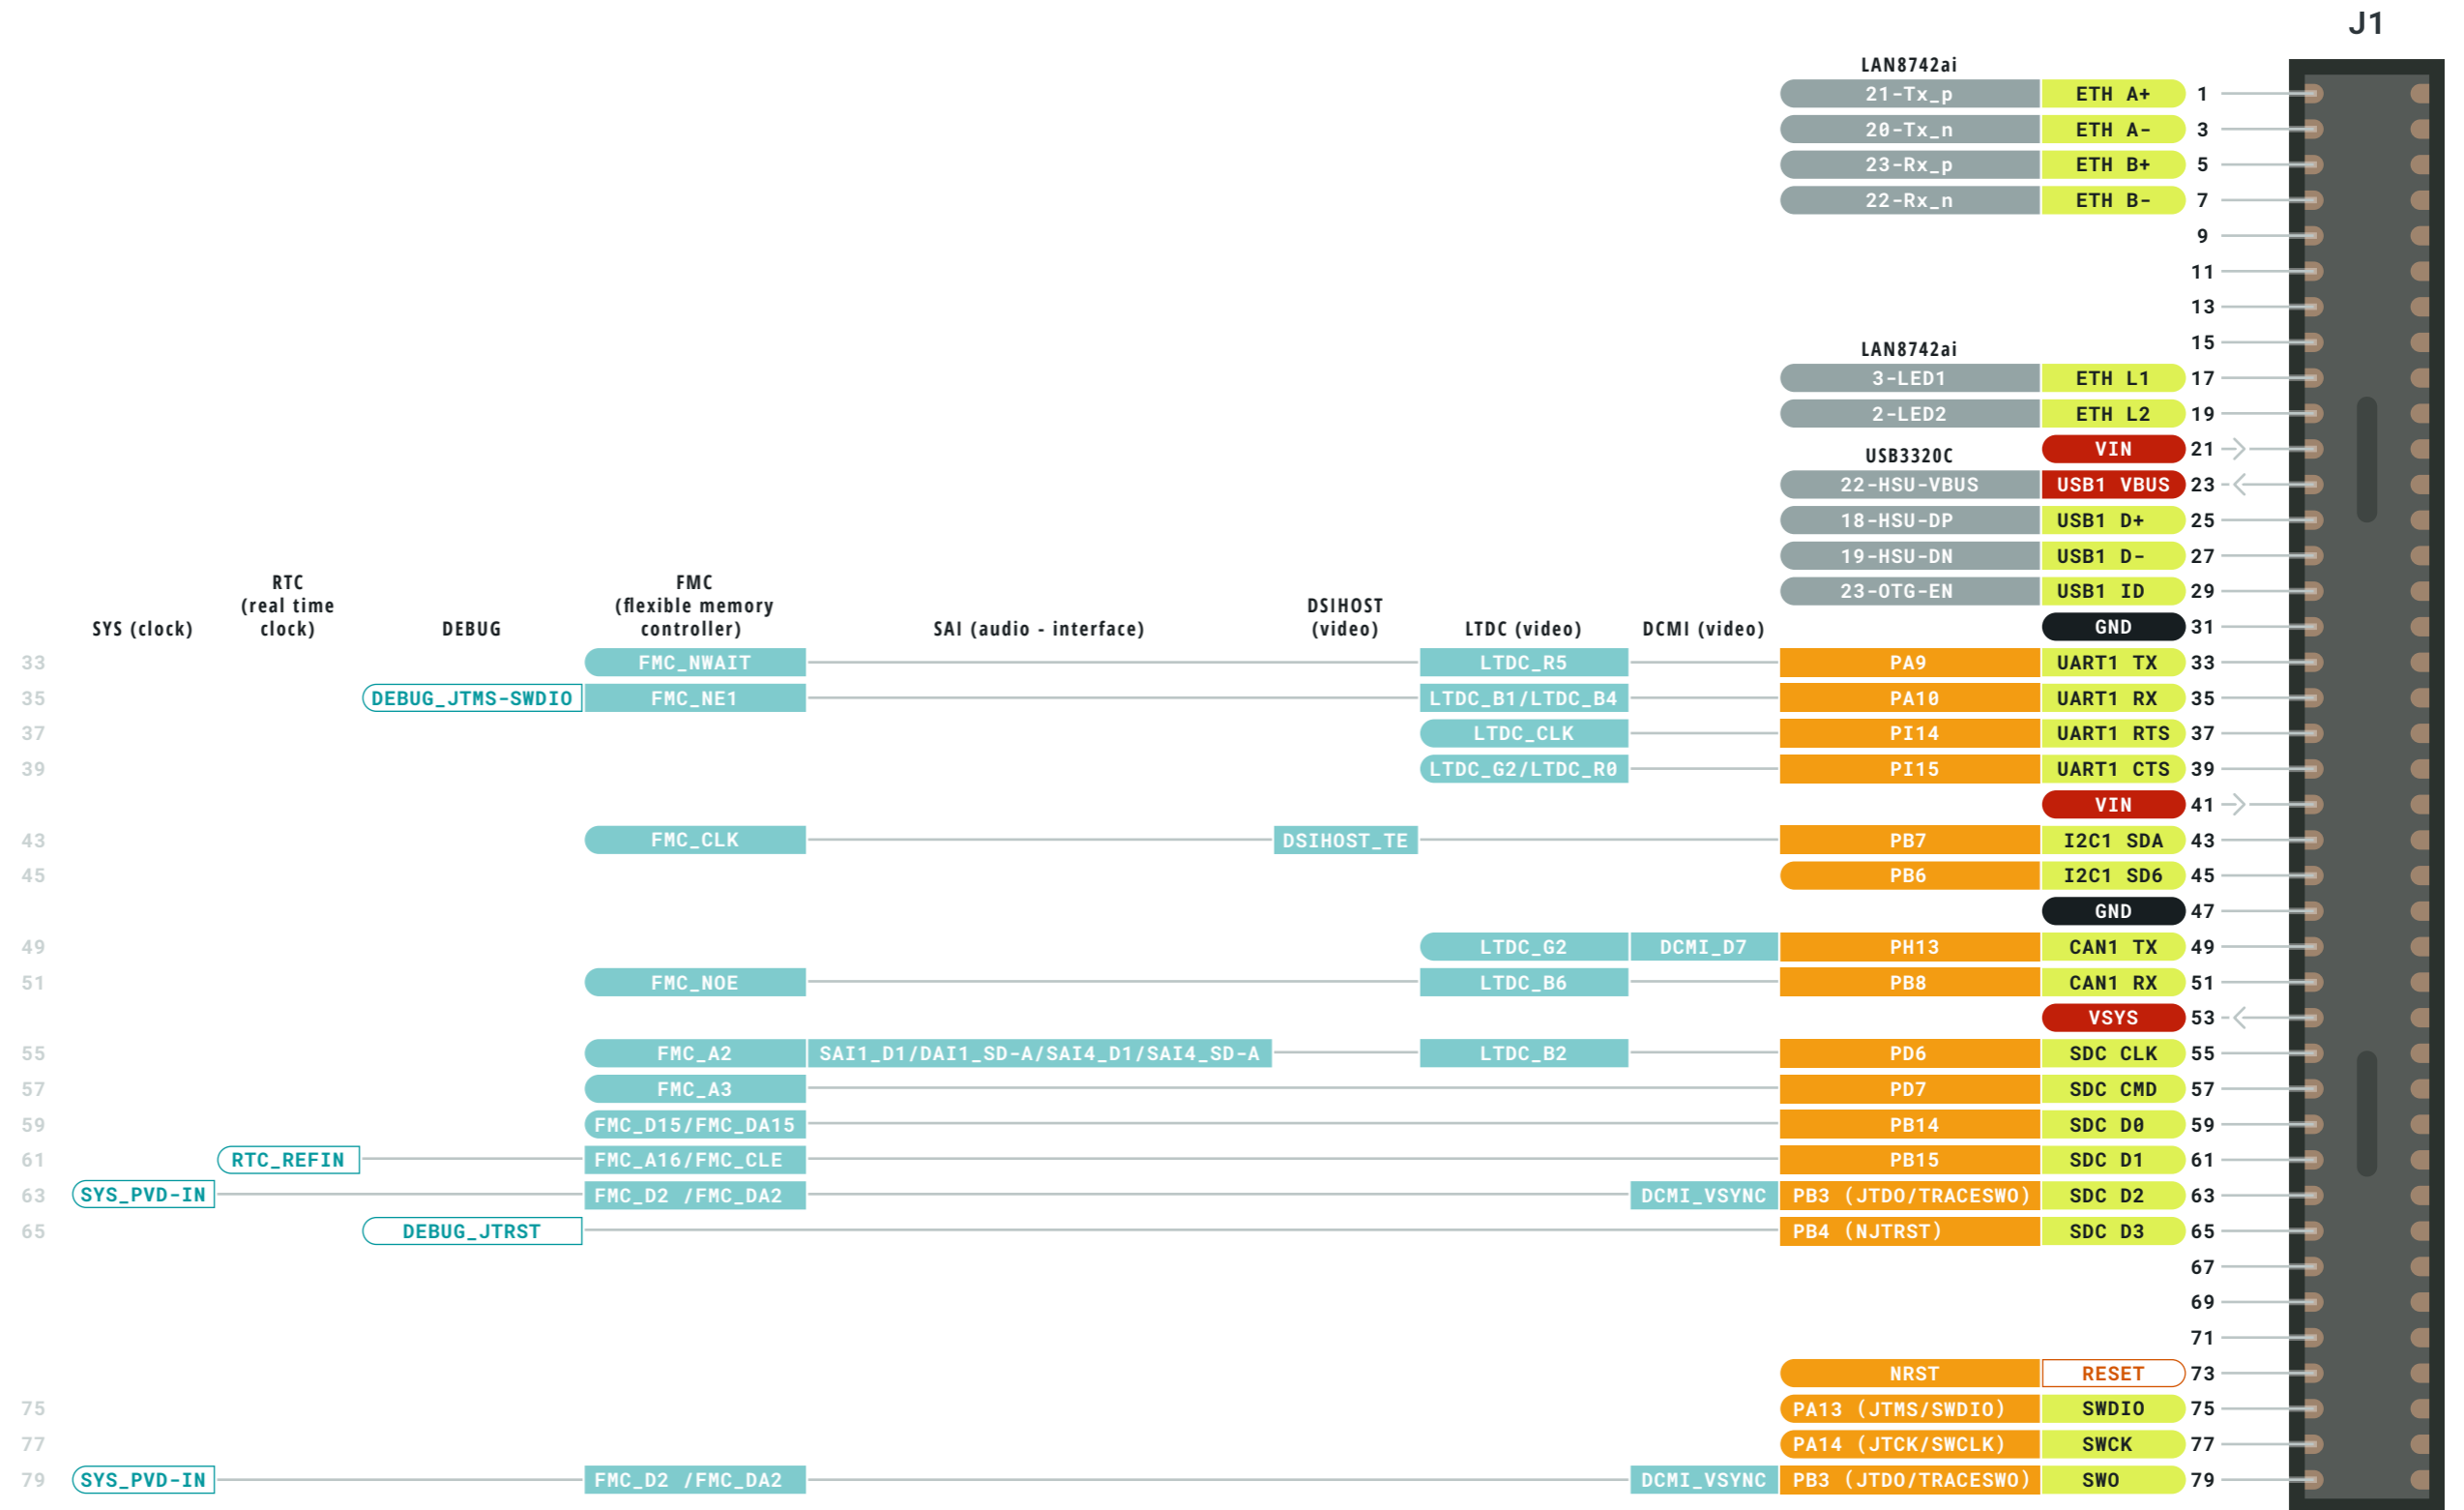 J1
LAN8742ai
21-Tx_p ETH A+ 1
20-Tx_n ETH A- 3
23-Rx_p ETH B+ 5
22-Rx_n ETH B- 7
9
11
13
15
LAN8742ai
3-LED1 ETH L1 17
2-LED2 ETH L2 19
VIN 21
USB3320C
22-HSU-VBUS USB1 VBUS 23
18-HSU-DP USB1 D+ 25
19-HSU-DN USB1 D- 27
23-OTG-EN USB1 ID 29
SYS (clock)
RTC
(real time
clock)
DEBUG
FMC
(flexible memory
controller)
SAI (audio - interface)
DSIHOST
(video)
LTDC (video)
DCMI (video)
GND 31
33 FMC_NWAIT LTDC_R5 PA9 UART1 TX 33
35 DEBUG_JTMS-SWDIO FMC_NE1 LTDC_B1/LTDC_B4 PA10 UART1 RX 35
37 LTDC_CLK PI14 UART1 RTS 37
39 LTDC_G2/LTDC_R0 PI15 UART1 CTS 39
VIN 41
43 FMC_CLK DSIHOST_TE PB7 I2C1 SDA 43
45 PB6 I2C1 SD6 45
GND 47
49 LTDC_G2 DCMI_D7 PH13 CAN1 TX 49
51 FMC_NOE LTDC_B6 PB8 CAN1 RX 51
VSYS 53
55 FMC_A2 SAI1_D1/DAI1_SD-A/SAI4_D1/SAI4_SD-A LTDC_B2 PD6 SDC CLK 55
57 FMC_A3 PD7 SDC CMD 57
59 FMC_D15/FMC_DA15 PB14 SDC D0 59
61 RTC_REFIN FMC_A16/FMC_CLE PB15 SDC D1 61
63 SYS_PVD-IN FMC_D2 /FMC_DA2 DCMI_VSYNC PB3 (JTDO/TRACESWO) SDC D2 63
65 DEBUG_JTRST PB4 (NJTRST) SDC D3 65
67
69
71
NRST RESET 73
75 PA13 (JTMS/SWDIO) SWDIO 75
77 PA14 (JTCK/SWCLK) SWCK 77
79 SYS_PVD-IN FMC_D2 /FMC_DA2 DCMI_VSYNC PB3 (JTDO/TRACESWO) SWO 79